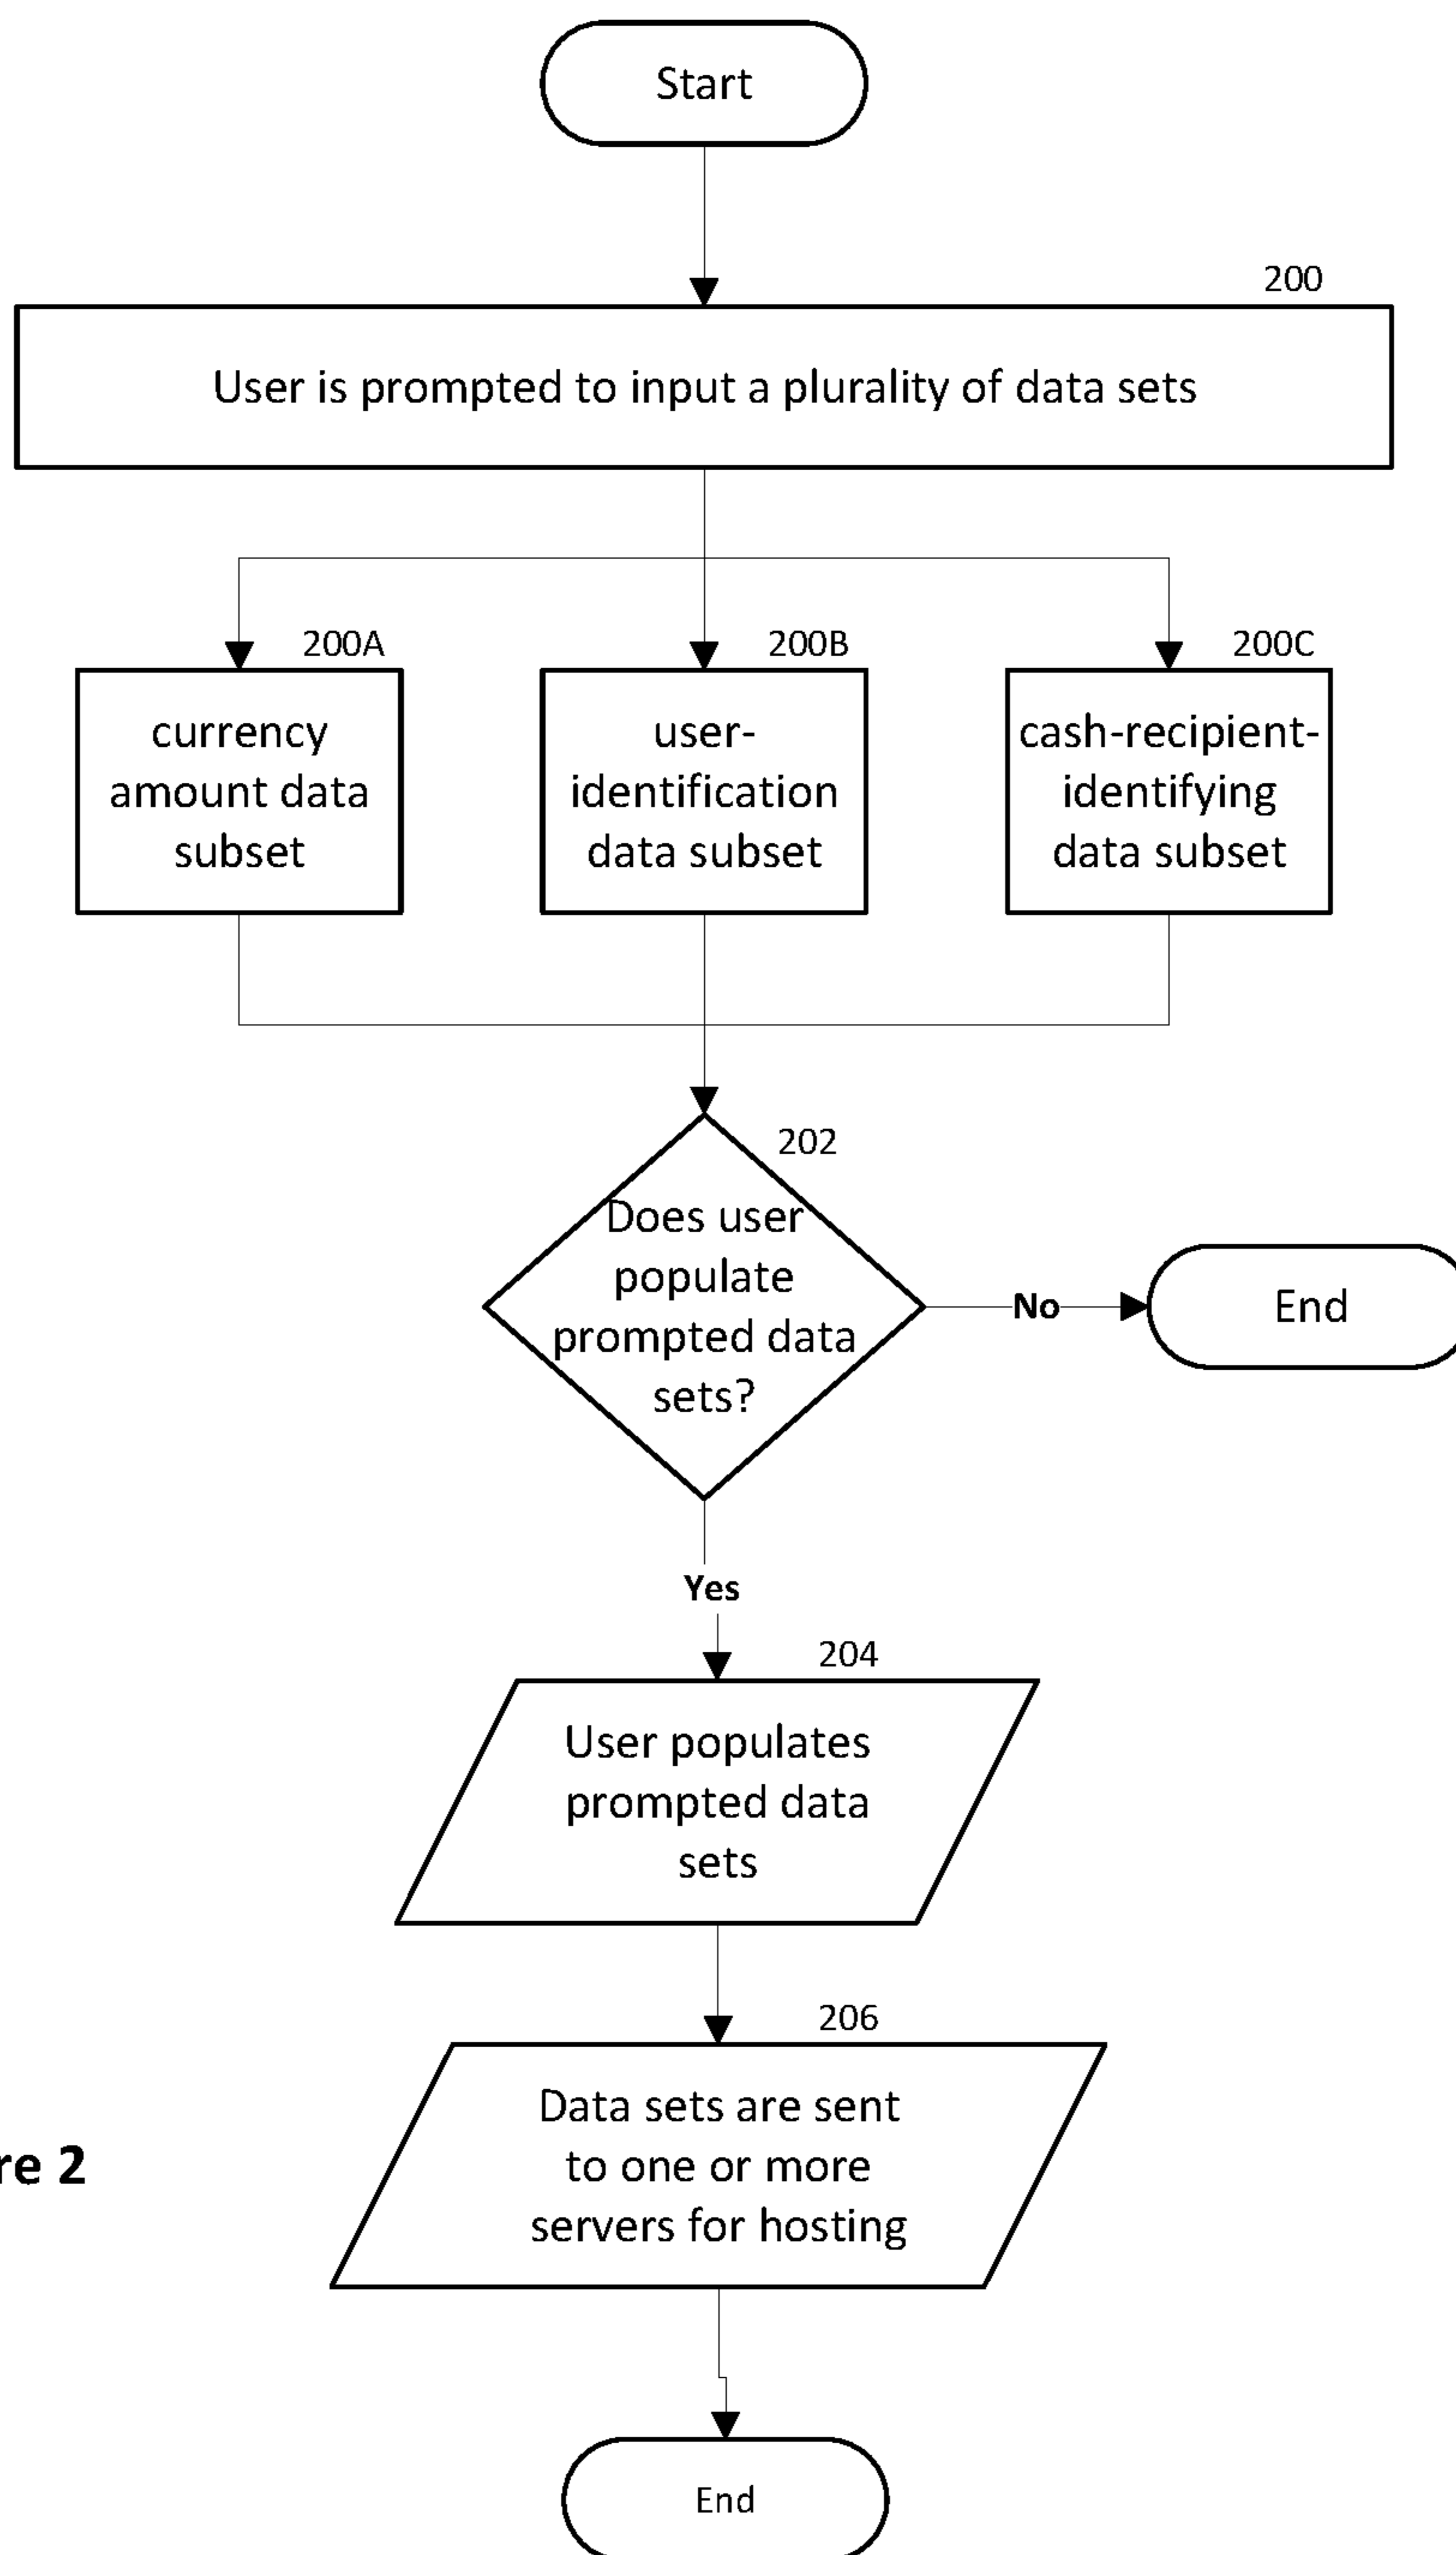 Start
200
User is prompted to input a plurality of data sets
200A
200B
200C
currency
amount data
subset
user-
identification
data subset
cash-recipient-
identifying
data subset
202
Does user
populate
prompted data
sets?
No
End
Yes
204
User populates
prompted data
sets
206
Data sets are sent
to one or more
servers for hosting
re 2
End